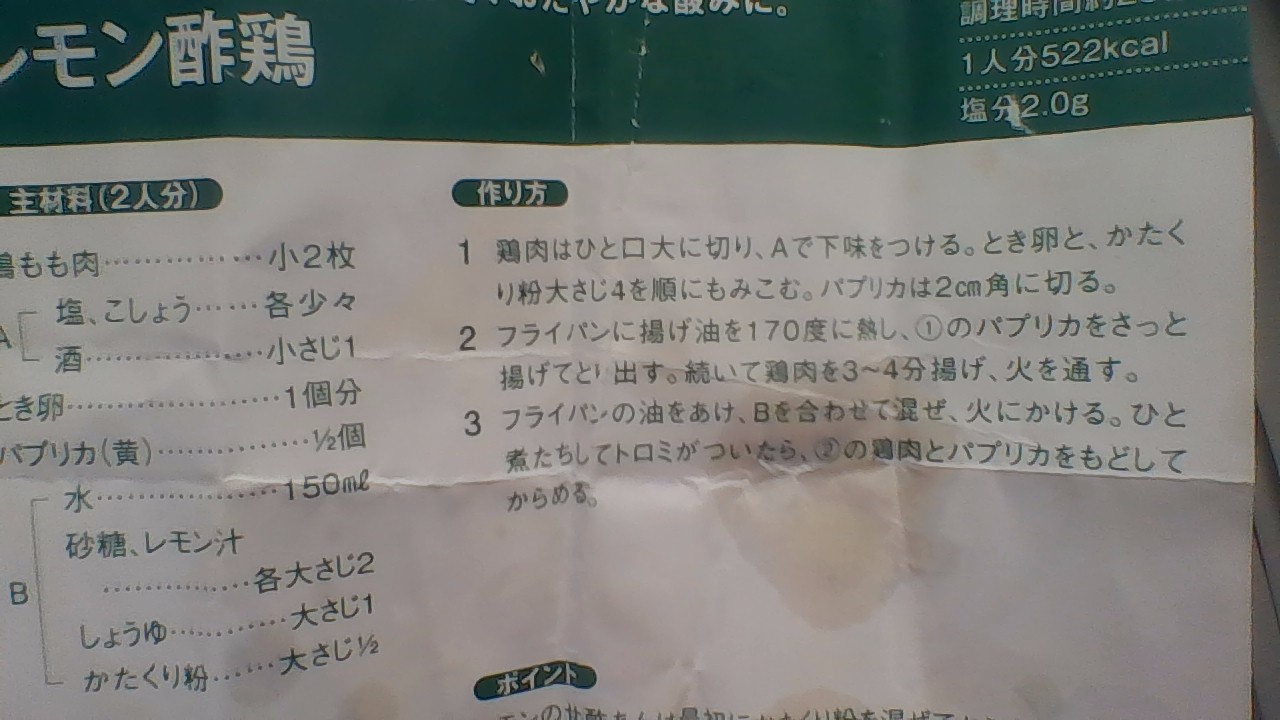 やかな酸みに。
レモン酢鶏
調理時間約
1人分522kcal
塩分2.0g
主材料(2人分)
鶏もも肉……………小2枚
A
塩、こしょう……各少々
酒……………小さじ1
とき卵…………………1個分
パプリカ(黄)……………½個
B
水………………150㎖
砂糖、レモン汁
……………各大さじ2
しょうゆ…………大さじ1
かたくり粉……大さじ½
作り方
1 鶏肉はひと口大に切り、Aで下味をつける。とき卵と、かたく
り粉大さじ4を順にもみこむ。パプリカは2㎝角に切る。
2 フライパンに揚げ油を170度に熱し、①のパプリカをさっと
揚げてとり出す。続いて鶏肉を3~4分揚げ、火を通す。
3 フライパンの油をあけ、Bを合わせて混ぜ、火にかける。ひと
煮たちしてトロミがついたら、②の鶏肉とパプリカをもどして
からめる。
ポイント